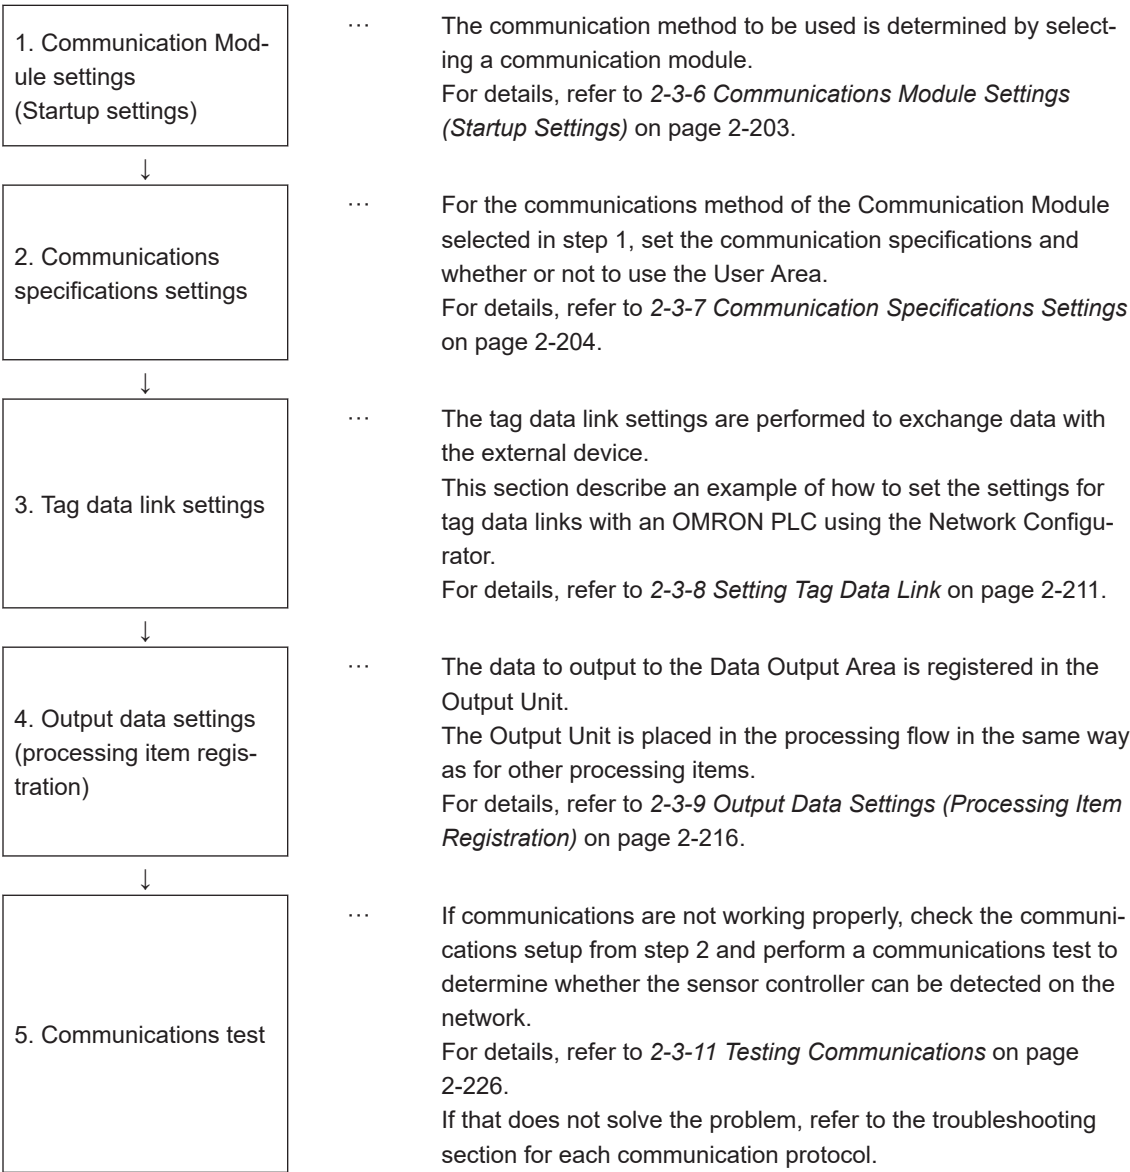 1. Communication Mod-
ule settings
(Startup settings)
… The communication method to be used is determined by select-
ing a communication module.
For details, refer to 2-3-6 Communications Module Settings
(Startup Settings) on page 2-203.
↓
2. Communications
specifications settings
… For the communications method of the Communication Module
selected in step 1, set the communication specifications and
whether or not to use the User Area.
For details, refer to 2-3-7 Communication Specifications Settings
on page 2-204.
↓
3. Tag data link settings
… The tag data link settings are performed to exchange data with
the external device.
This section describe an example of how to set the settings for
tag data links with an OMRON PLC using the Network Configu-
rator.
For details, refer to 2-3-8 Setting Tag Data Link on page 2-211.
↓
4. Output data settings
(processing item regis-
tration)
… The data to output to the Data Output Area is registered in the
Output Unit.
The Output Unit is placed in the processing flow in the same way
as for other processing items.
For details, refer to 2-3-9 Output Data Settings (Processing Item
Registration) on page 2-216.
↓
5. Communications test
… If communications are not working properly, check the communi-
cations setup from step 2 and perform a communications test to
determine whether the sensor controller can be detected on the
network.
For details, refer to 2-3-11 Testing Communications on page
2-226.
If that does not solve the problem, refer to the troubleshooting
section for each communication protocol.